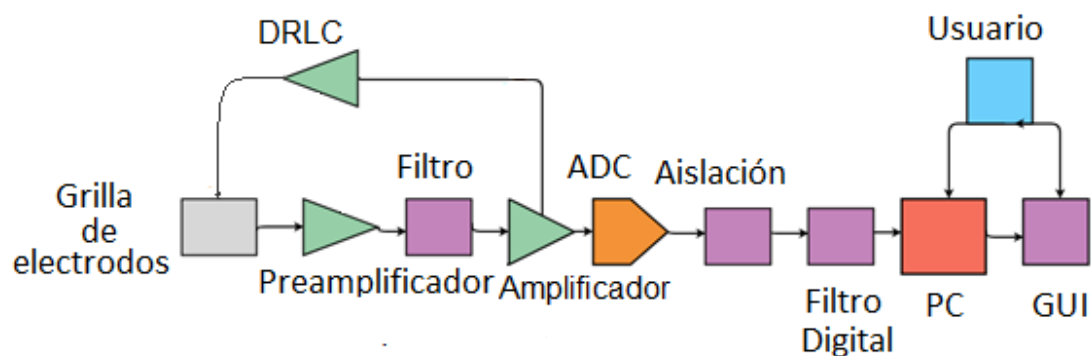 DRLC
Usuario
Filtro
ADC
Aislación
Grilla
de
electrodos
Preamplificador
Amplificador
Filtro
Digital
PC
GUI